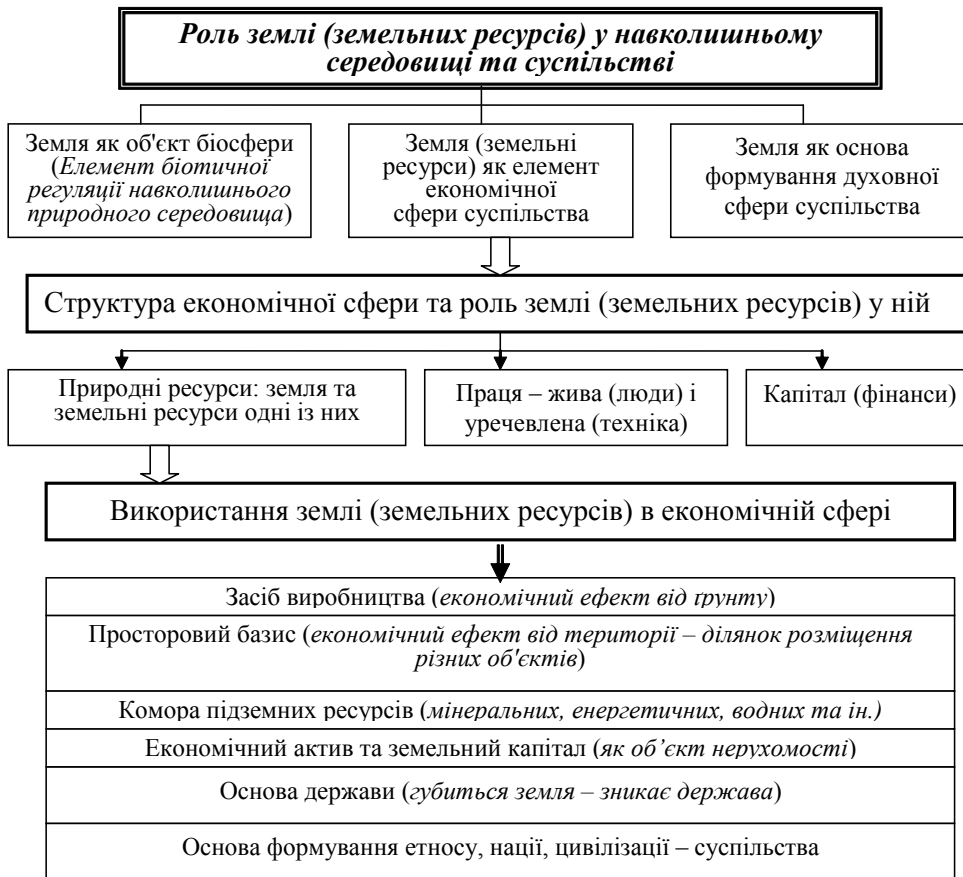 Роль землі (земельних ресурсів) у навколишньому
середовищі та суспільстві
Земля як об'єкт біосфери
(Елемент біотичної
регуляції навколишнього
природного середовища)
Земля (земельні
ресурси) як елемент
економічної
сфери суспільства
Земля як основа
формування духовної
сфери суспільства
Структура економічної сфери та роль землі (земельних ресурсів) у ній
Природні ресурси: земля та
земельні ресурси одні із них
Праця – жива (люди) і
уречевлена (техніка)
Капітал (фінанси)
Використання землі (земельних ресурсів) в економічній сфері
Засіб виробництва (економічний ефект від ґрунту)
Просторовий базис (економічний ефект від території – ділянок розміщення
різних об'єктів)
Комора підземних ресурсів (мінеральних, енергетичних, водних та ін.)
Економічний актив та земельний капітал (як об’єкт нерухомості)
Основа держави (губиться земля – зникає держава)
Основа формування етносу, нації, цивілізації – суспільства